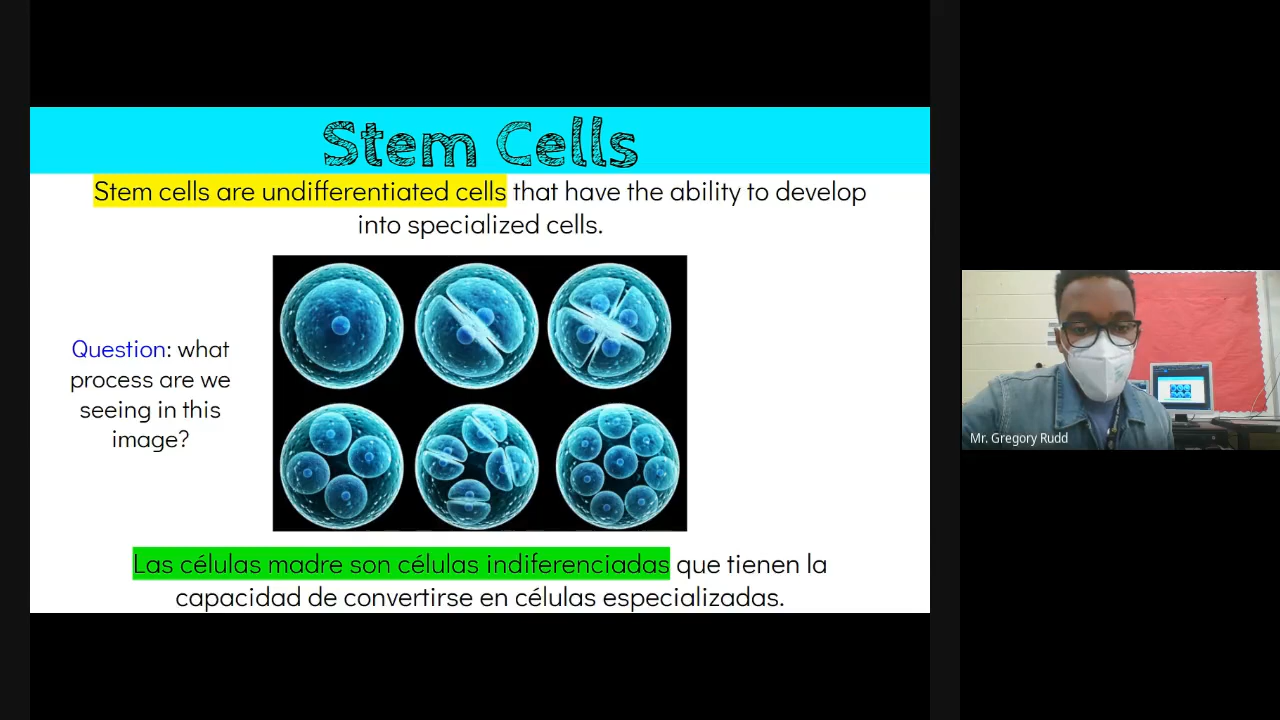 Stem Cells
Stem cells are undifferentiated cells that have the ability to develop
into specialized cells.
Question: what
process are we
seeing in this
image?
Las células madre son células indiferenciadas que tienen la
capacidad de convertirse en células especializadas.
Mr. Gregory Rudd